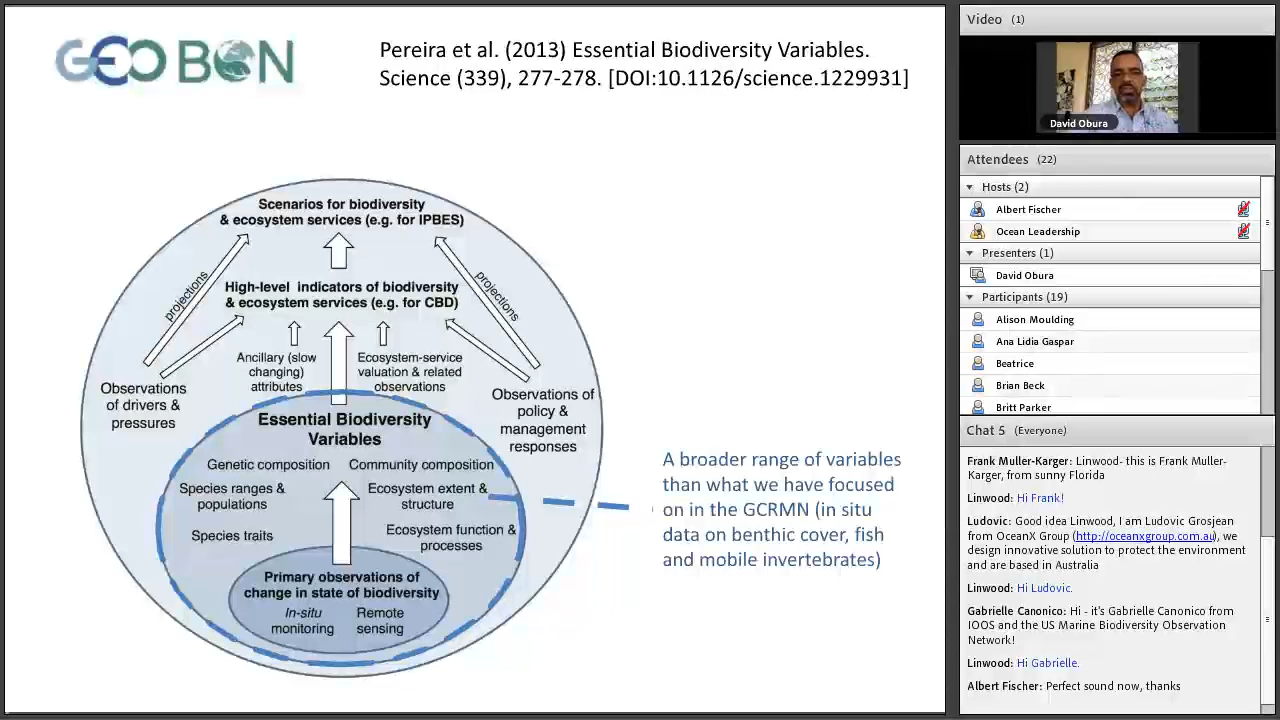 GEO BON
Pereira et al. (2013) Essential Biodiversity Variables.
Science (339), 277-278. [DOI:10.1126/science.1229931]
Scenarios for biodiversity
& ecosystem services (e.g. for IPBES)
projections
projections
High-level indicators of biodiversity
& ecosystem services (e.g. for CBD)
Ancillary (slow
changing)
attributes
Ecosystem-service
valuation & related
observations
Observations
of drivers &
pressures
Observations of
policy &
management
responses
Essential Biodiversity
Variables
Genetic composition
Community composition
Species ranges &
populations
Ecosystem extent &
structure
Species traits
Ecosystem function &
processes
Primary observations of
change in state of biodiversity
In-situ
monitoring
Remote
sensing
A broader range of variables
than what we have focused
on in the GCRMN (in situ
data on benthic cover, fish
and mobile invertebrates)
Video (1)
David Obura
Attendees (22)
Hosts (2)
Albert Fischer
Ocean Leadership
Presenters (1)
David Obura
Participants (19)
Alison Moulding
Ana Lidia Gaspar
Beatrice
Brian Beck
Britt Parker
Chat 5 (Everyone)
Frank Muller-Karger: Linwood- this is Frank Muller-
Karger, from sunny Florida
Linwood: Hi Frank!
Ludovic: Good idea Linwood, I am Ludovic Grosjean
from OceanX Group (http://oceanxgroup.com.au), we
design innovative solution to protect the environment
and are based in Australia
Linwood: Hi Ludovic.
Gabrielle Canonico: Hi - it's Gabrielle Canonico from
IOOS and the US Marine Biodiversity Observation
Network!
Linwood: Hi Gabrielle.
Albert Fischer: Perfect sound now, thanks